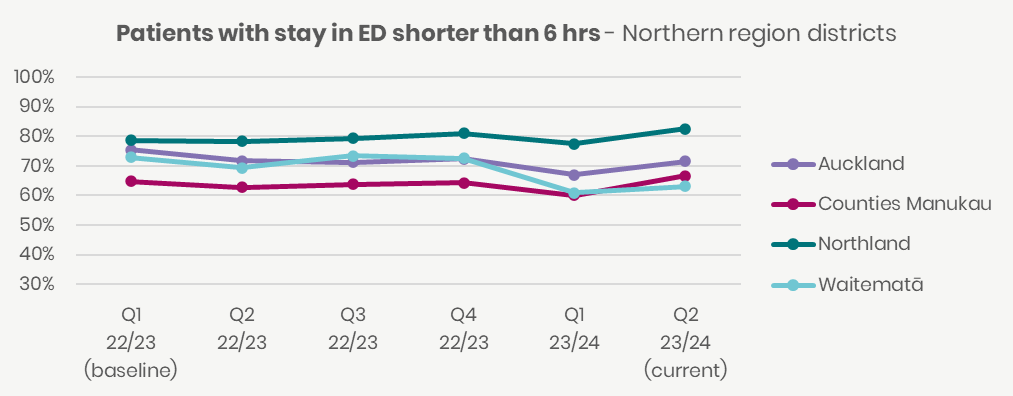 Patients with stay in ED shorter than 6 hrs - Northern region districts
100%
90%
80%
70%
60%
50%
40%
30%
Q1
22/23
(baseline)
Q2
22/23
Q3
22/23
Q4
22/23
Q1
23/24
Q2
23/24
(current)
Auckland
Counties Manukau
Northland
Waitematā